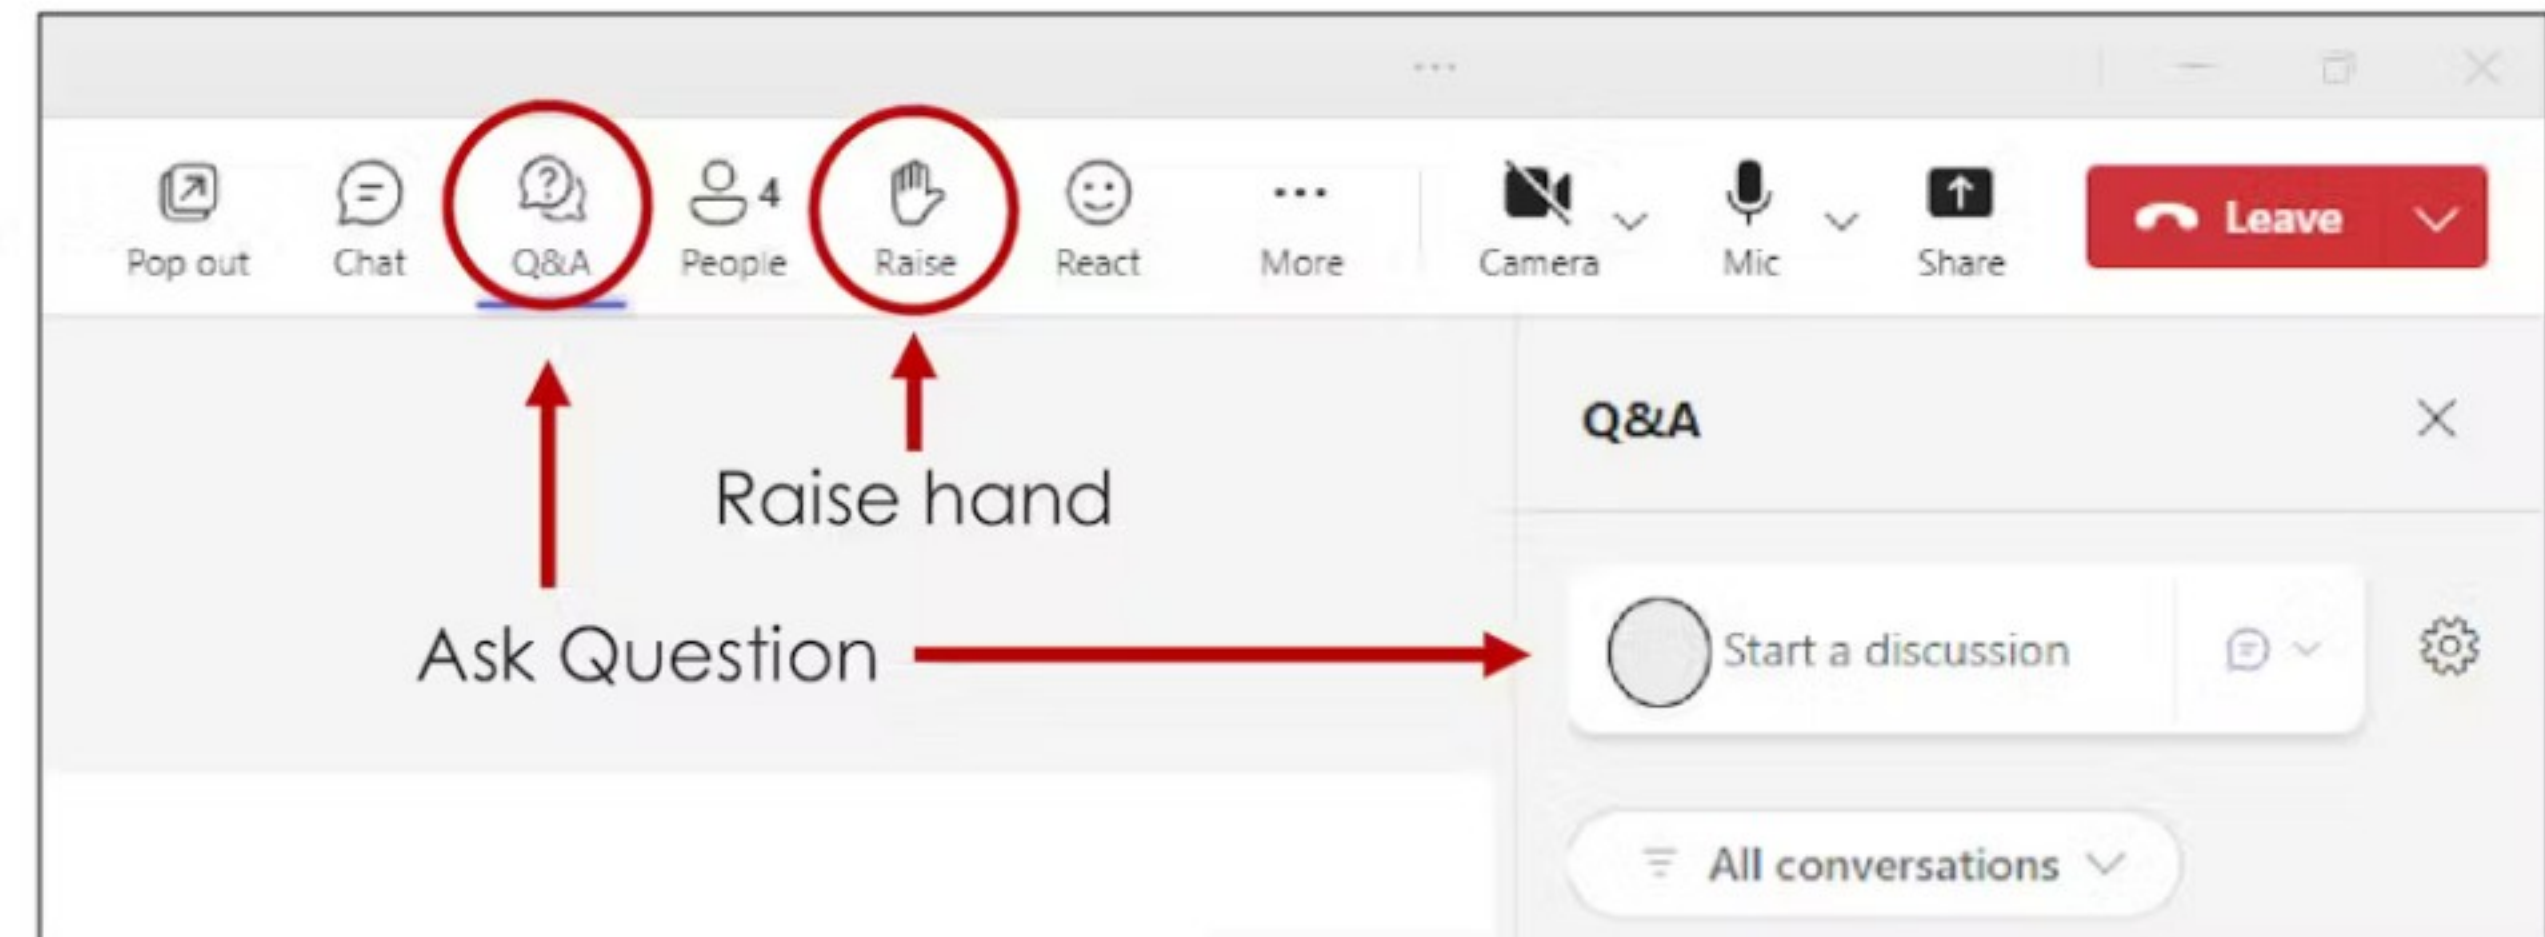 Pop out
Chat
Q&A
People
4
Raise
React
More
Camera
Mic
Share
Leave
Raise hand
Ask Question
Q&A
Start a discussion
All conversations